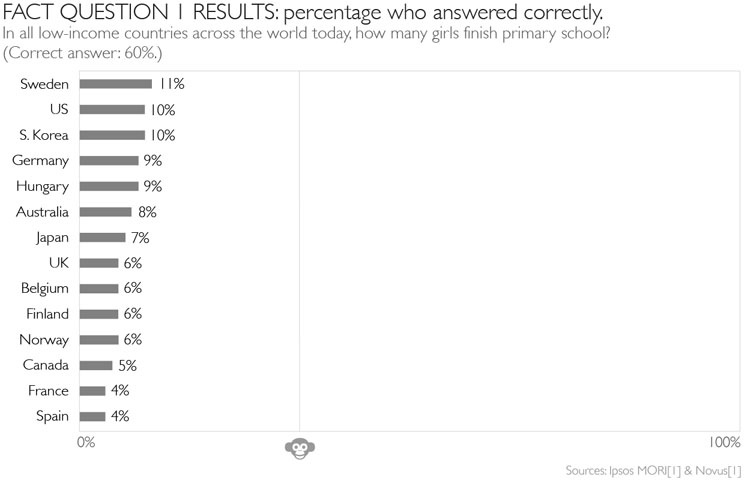 FACT QUESTION 1 RESULTS: percentage who answered correctly.
In all low-income countries across the world today, how many girls finish primary school?
(Correct answer: 60%.)
Sweden 11%
US 10%
S. Korea 10%
Germany 9%
Hungary 9%
Australia 8%
Japan 7%
UK 6%
Belgium 6%
Finland 6%
Norway 6%
Canada 5%
France 4%
Spain 4%
0% 100%
Sources: Ipsos MORI[1] & Novus[1]